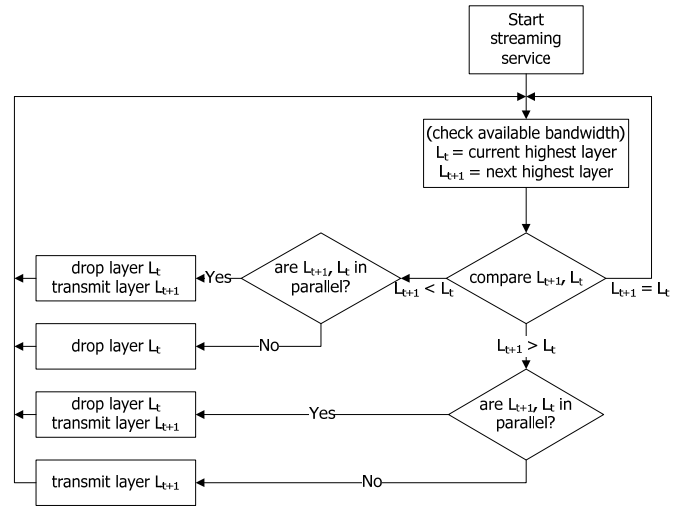 Start
streaming
service
(check available bandwidth)
Lt = current highest layer
Lt+1 = next highest layer
compare Lt+1, Lt
Lt+1 = Lt
Lt+1 < Lt
are Lt+1, Lt in
parallel?
Yes
drop layer Lt
transmit layer Lt+1
No
drop layer Lt
Lt+1 > Lt
are Lt+1, Lt in
parallel?
Yes
drop layer Lt
transmit layer Lt+1
No
transmit layer Lt+1